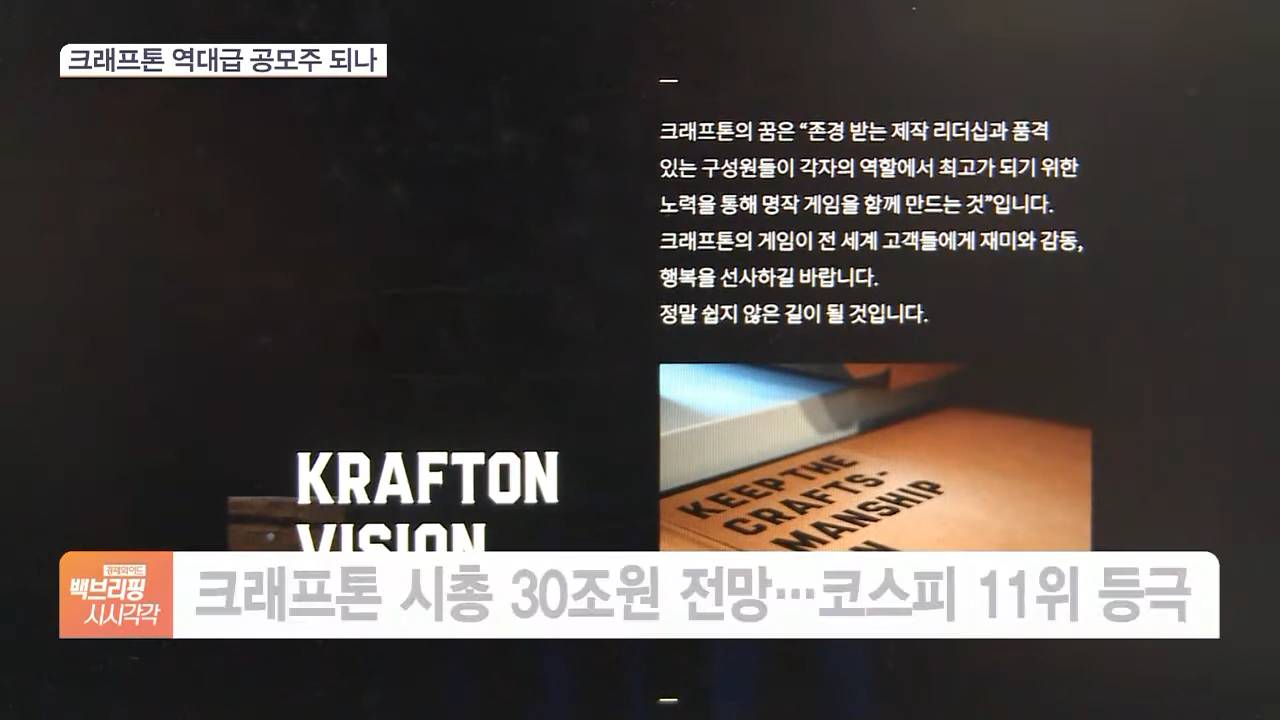 크래프톤 역대급 공모주 되나
크래프톤의 꿈은 “존경 받는 제작 리더십과 품격
있는 구성원들이 각자의 역할에서 최고가 되기 위한
노력을 통해 명작 게임을 함께 만드는 것”입니다.
크래프톤의 게임이 전 세계 고객들에게 재미와 감동,
행복을 선사하길 바랍니다.
정말 쉽지 않은 길이 될 것입니다.
KRAFTON
VISION
KEEP THE
CRAFTS-
MANSHIP
경제와이드
백브리핑
시시각각
크래프톤 시총 30조원 전망…코스피 11위 등극